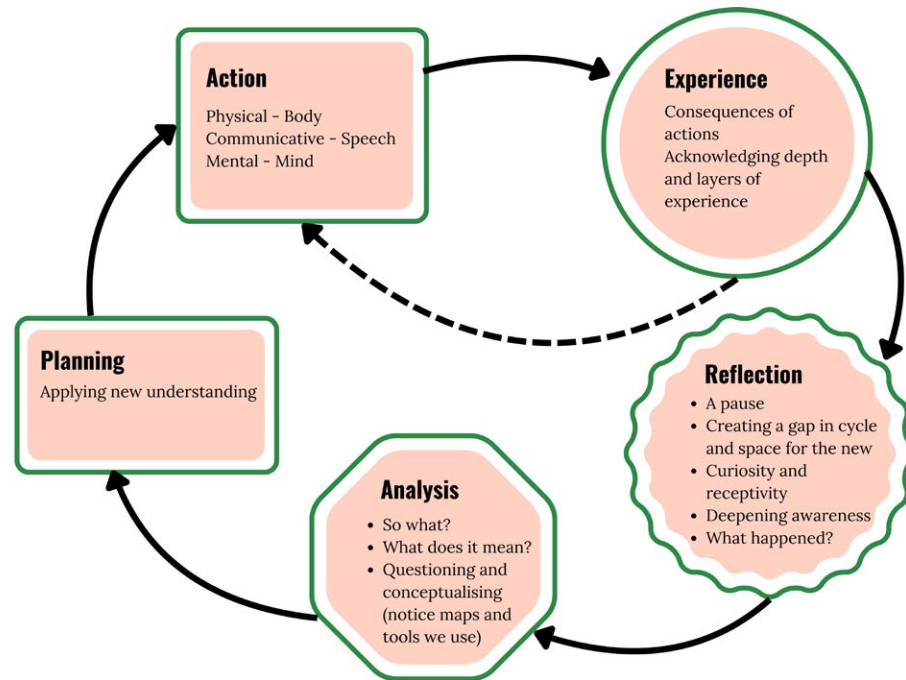 Action
Physical - Body
Communicative - Speech
Mental - Mind
Experience
Consequences of
actions
Acknowledging depth
and layers of
experience
Reflection
• A pause
• Creating a gap in cycle
and space for the new
• Curiosity and
receptivity
• Deepening awareness
• What happened?
Analysis
• So what?
• What does it mean?
• Questioning and
conceptualising
(notice maps and
tools we use)
Planning
Applying new understanding